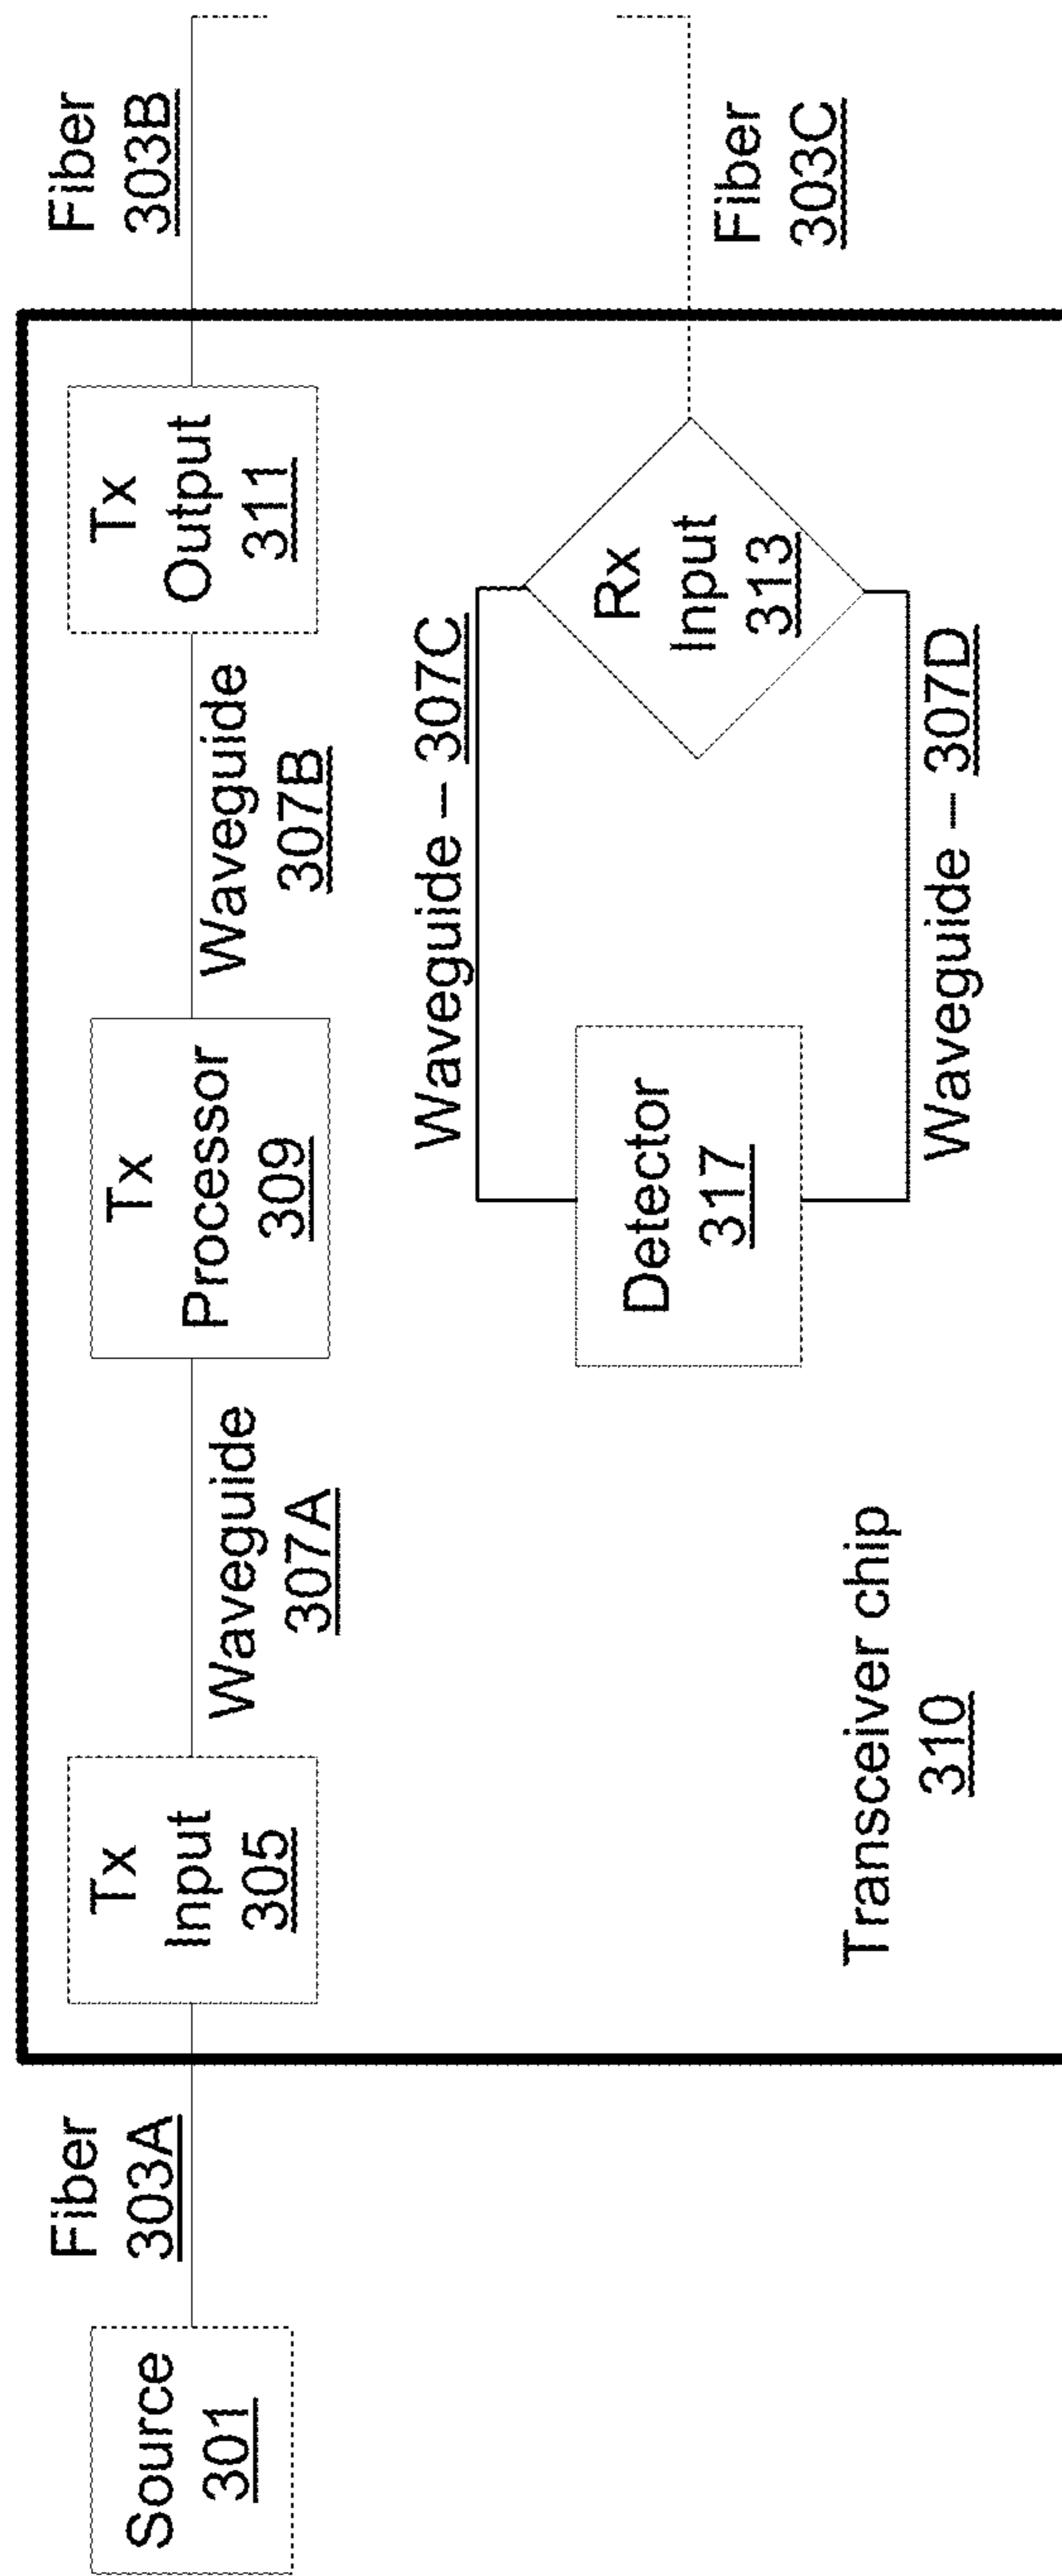 Source
301
Fiber
303A
Tx
Input
305
Waveguide
307A
Tx
Processor
309
Waveguide
307B
Tx
Output
311
Fiber
303B
Waveguide – 307C
Detector
317
Rx
Input
313
Fiber
303C
Waveguide – 307D
Transceiver chip
310